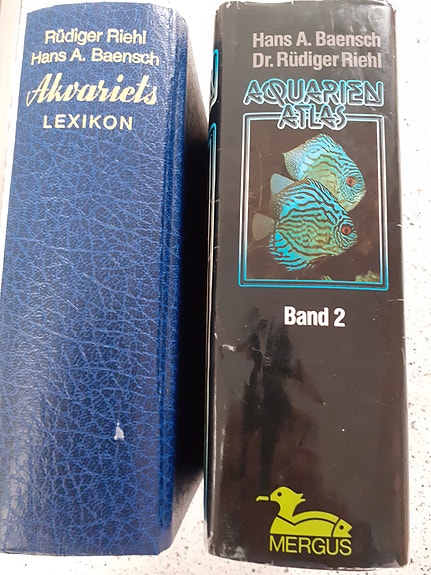 Rüdiger Riehl
Hans A. Baensch
Akvariets
LEXIKON
Hans A. Baensch
Dr. Rüdiger Riehl
AQUARIEN
ATLAS
Band 2
MERGUS